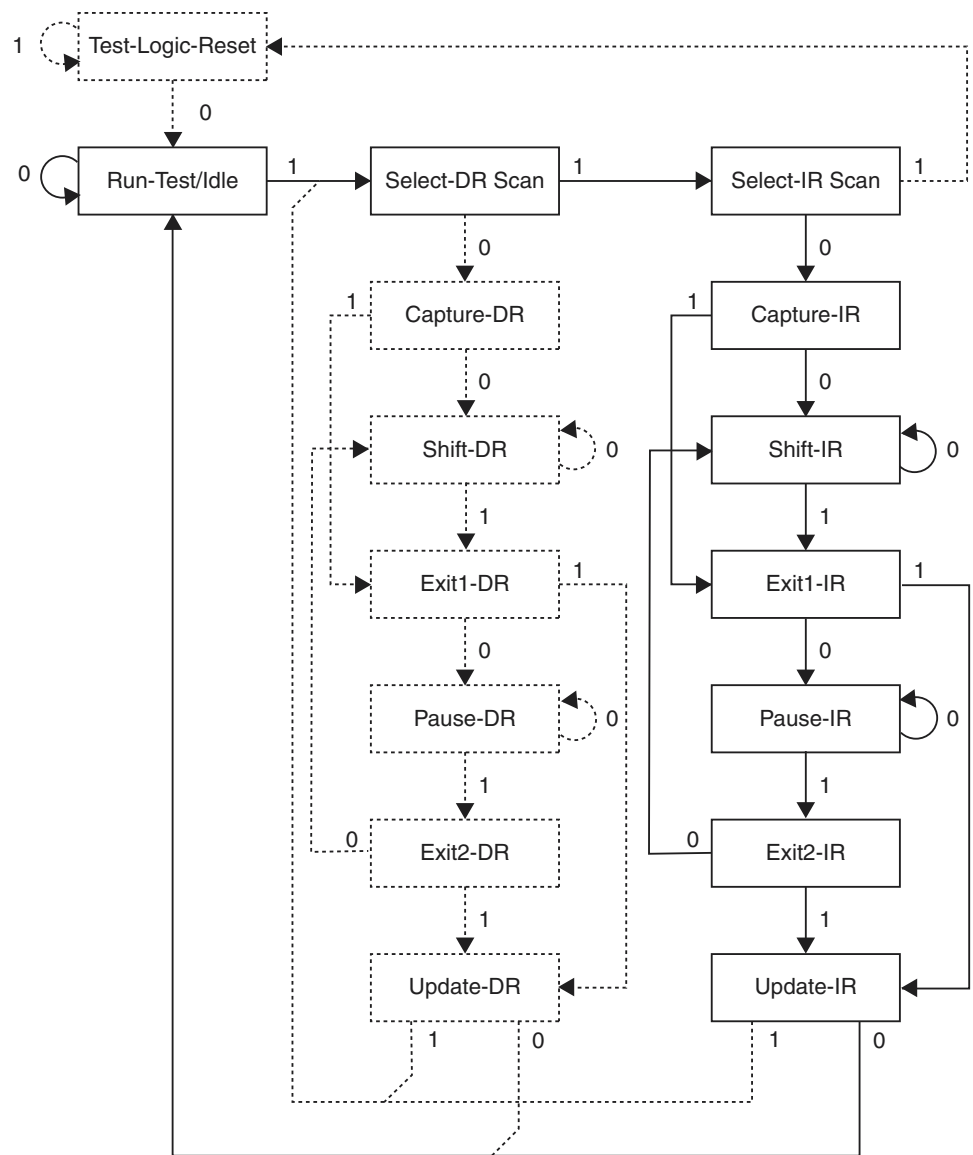 1 Test-Logic-Reset
0
0 Run-Test/Idle 1 Select-DR Scan 1 Select-IR Scan 1
0 0
1 Capture-DR 1 Capture-IR
0 0
Shift-DR 0 Shift-IR 0
1 1
Exit1-DR 1 Exit1-IR 1
0 0
Pause-DR 0 Pause-IR 0
1 1
0 Exit2-DR 0 Exit2-IR
1 1
Update-DR Update-IR
1 0 1 0